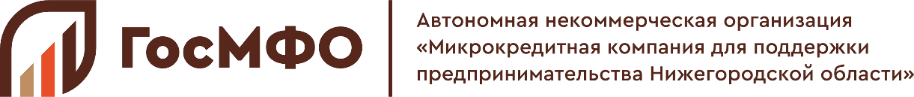 ГосМФО
Автономная некоммерческая организация
«Микрокредитная компания для поддержки
предпринимательства Нижегородской области»